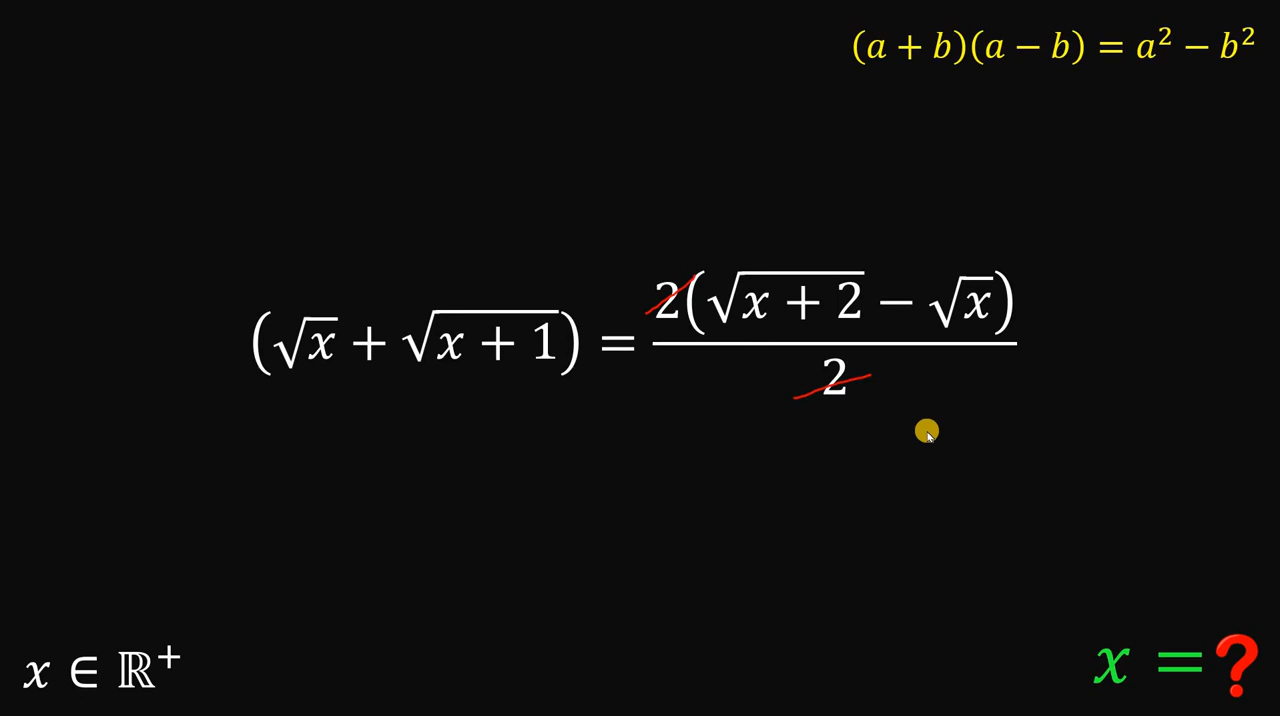 (a + b)(a − b) = a² − b²
(√x + √(x + 1)) = 2(√(x + 2) − √x) / 2
x ∈ ℝ⁺
x = ?